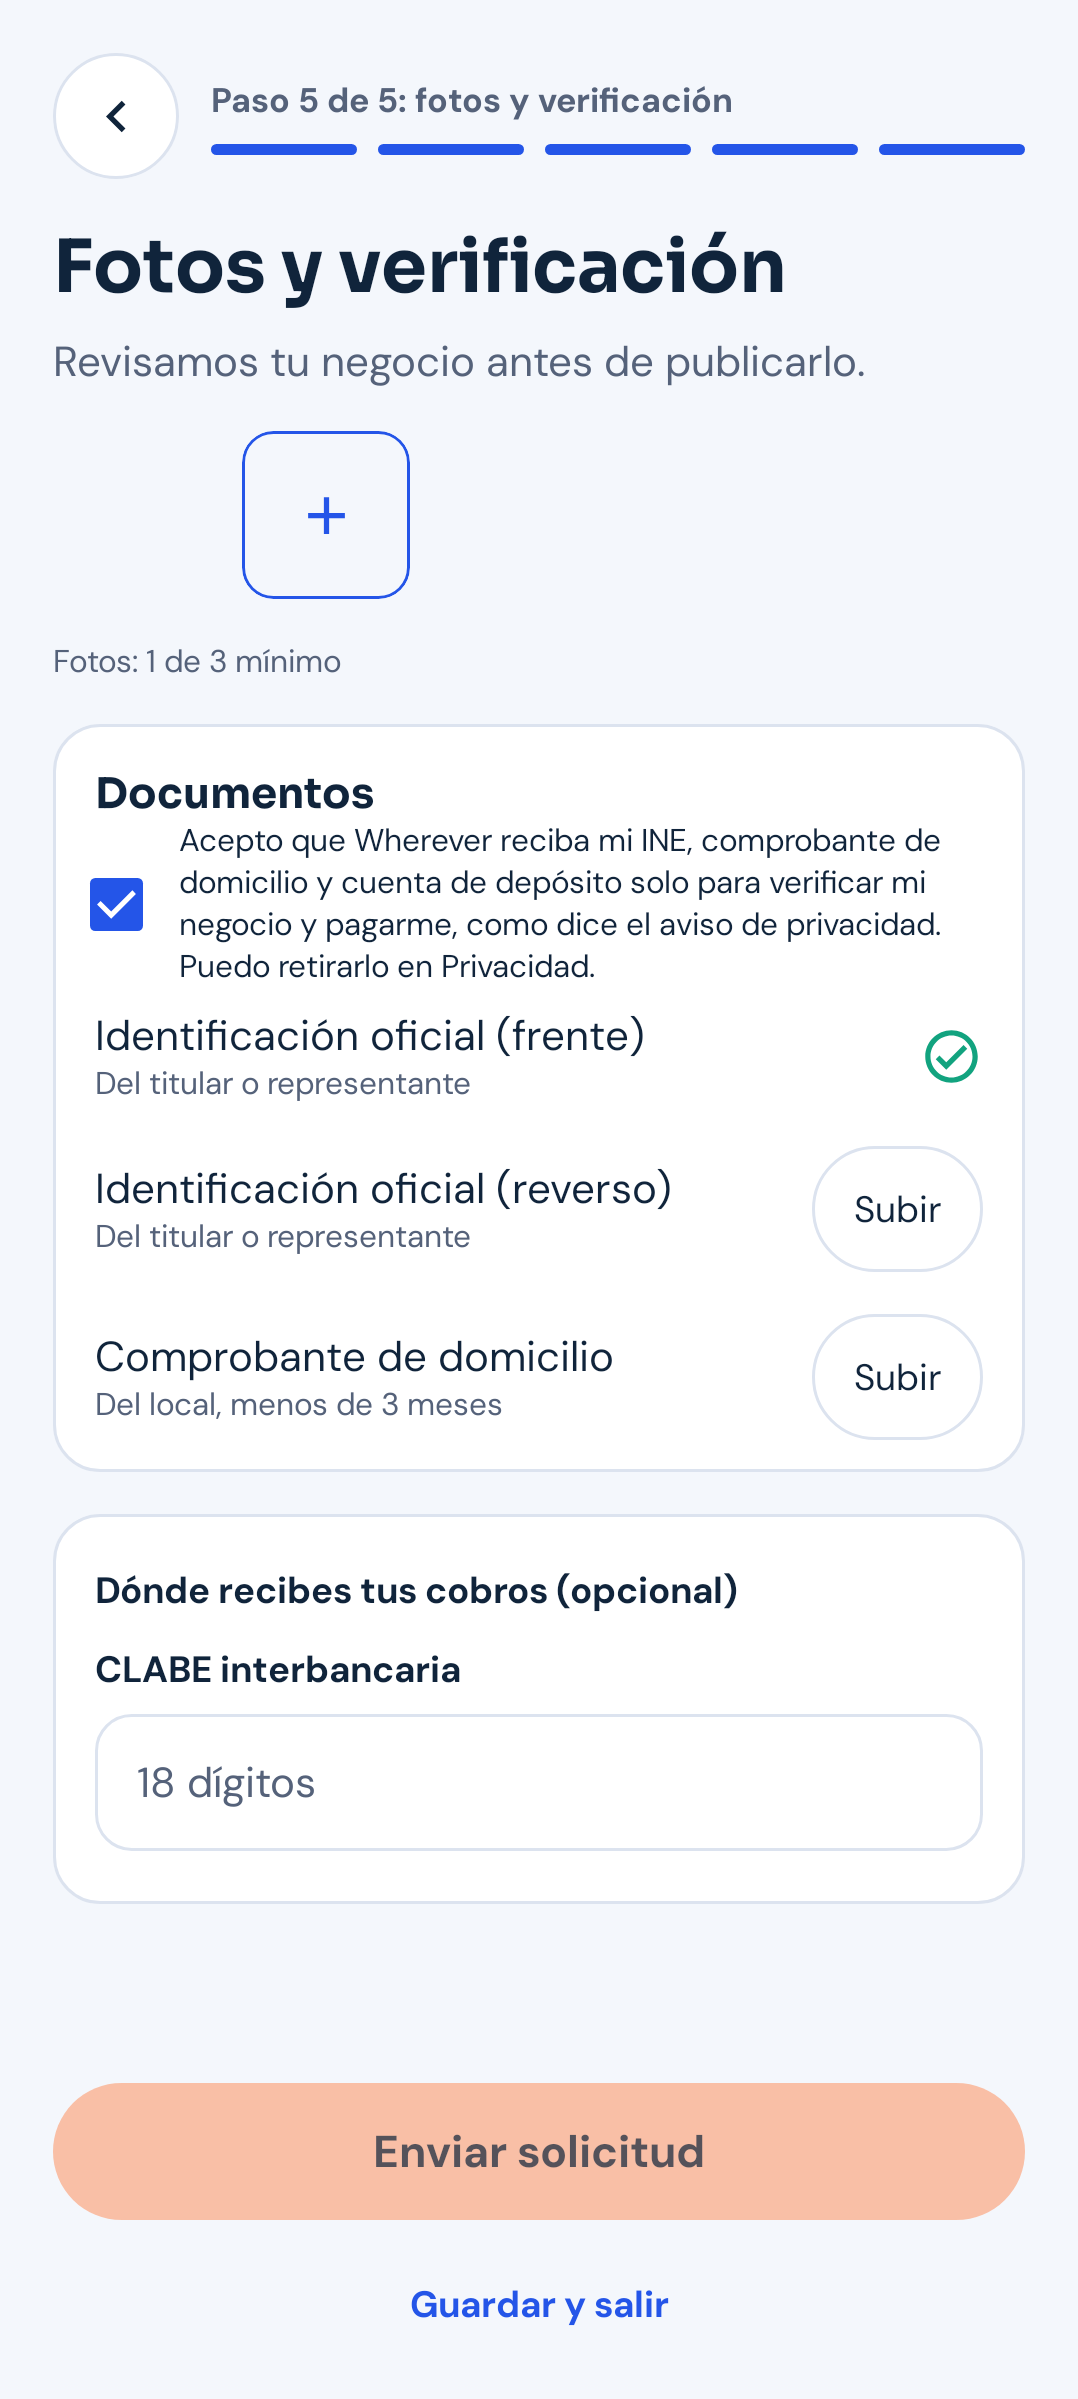 Paso 5 de 5: fotos y verificación
Fotos y verificación
Revisamos tu negocio antes de publicarlo.
+
Fotos: 1 de 3 mínimo
Documentos
Acepto que Wherever reciba mi INE, comprobante de
domicilio y cuenta de depósito solo para verificar mi
negocio y pagarme, como dice el aviso de privacidad.
Puedo retirarlo en Privacidad.
Identificación oficial (frente)
Del titular o representante
Identificación oficial (reverso)
Del titular o representante
Subir
Comprobante de domicilio
Del local, menos de 3 meses
Subir
Dónde recibes tus cobros (opcional)
CLABE interbancaria
18 dígitos
Enviar solicitud
Guardar y salir